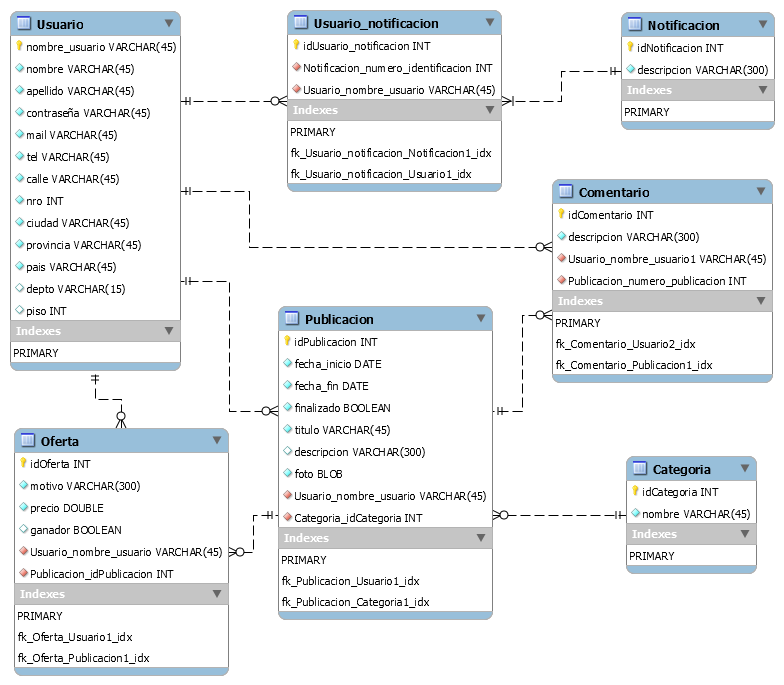 Usuario
nombre_usuario VARCHAR(45)
nombre VARCHAR(45)
apellido VARCHAR(45)
contraseña VARCHAR(45)
mail VARCHAR(45)
tel VARCHAR(45)
calle VARCHAR(45)
nro INT
ciudad VARCHAR(45)
provincia VARCHAR(45)
pais VARCHAR(45)
depto VARCHAR(15)
piso INT
Indexes
PRIMARY
Usuario_notificacion
idUsuario_notificacion INT
Notificacion_numero_identificacion INT
Usuario_nombre_usuario VARCHAR(45)
Indexes
PRIMARY
fk_Usuario_notificacion_Notificacion1_idx
fk_Usuario_notificacion_Usuario1_idx
Notificacion
idNotificacion INT
descripcion VARCHAR(300)
Indexes
PRIMARY
Comentario
idComentario INT
descripcion VARCHAR(300)
Usuario_nombre_usuario1 VARCHAR(45)
Publicacion_numero_publicacion INT
Indexes
PRIMARY
fk_Comentario_Usuario2_idx
fk_Comentario_Publicacion1_idx
Publicacion
idPublicacion INT
fecha_inicio DATE
fecha_fin DATE
finalizado BOOLEAN
titulo VARCHAR(45)
descripcion VARCHAR(300)
foto BLOB
Usuario_nombre_usuario VARCHAR(45)
Categoria_idCategoria INT
Indexes
PRIMARY
fk_Publicacion_Usuario1_idx
fk_Publicacion_Categoria1_idx
Oferta
idOferta INT
motivo VARCHAR(300)
precio DOUBLE
ganador BOOLEAN
Usuario_nombre_usuario VARCHAR(45)
Publicacion_idPublicacion INT
Indexes
PRIMARY
fk_Oferta_Usuario1_idx
fk_Oferta_Publicacion1_idx
Categoria
idCategoria INT
nombre VARCHAR(45)
Indexes
PRIMARY